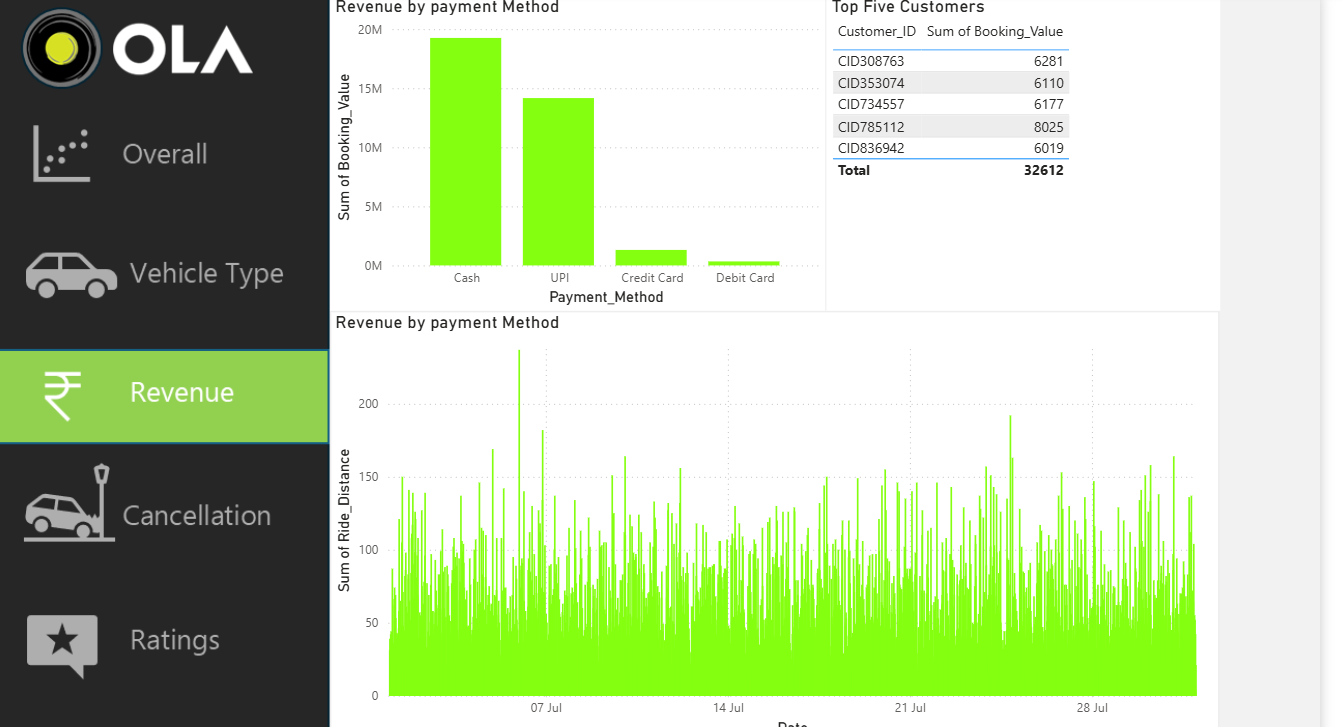 OLA
Overall
Vehicle Type
Revenue
Cancellation
Ratings
Revenue by payment Method
Sum of Booking_Value
20M
15M
10M
5M
0M
Cash UPI Credit Card Debit Card
Payment_Method
Top Five Customers
Customer_ID Sum of Booking_Value
CID308763 6281
CID353074 6110
CID734557 6177
CID785112 8025
CID836942 6019
Total 32612
Revenue by payment Method
Sum of Ride_Distance
200
150
100
50
0
07 Jul 14 Jul 21 Jul 28 Jul
Date